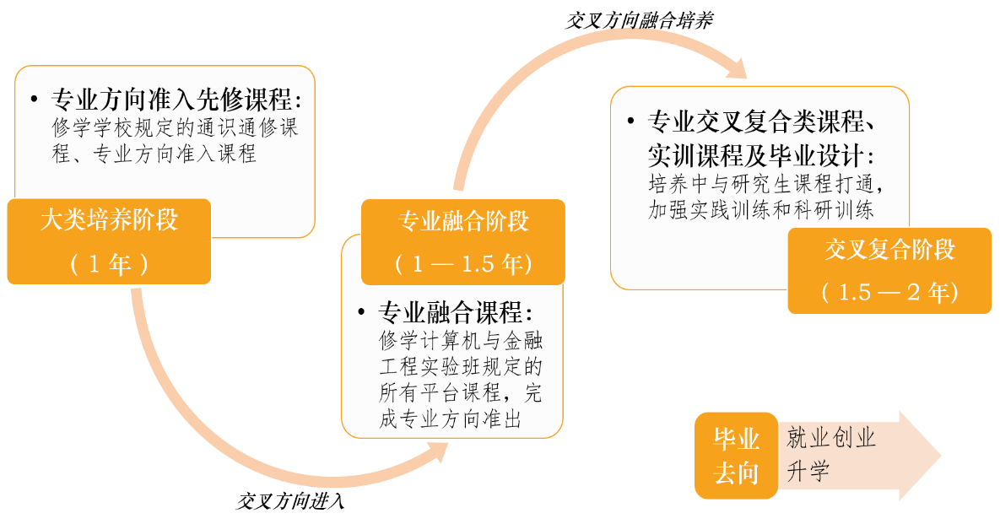 • 专业方向准入先修课程：
修学学校规定的通识通修课
程、专业方向准入课程
大类培养阶段
（1 年）
交叉方向进入
专业融合阶段
（1 — 1.5 年）
• 专业融合课程：
修学计算机与金融
工程实验班规定的
所有平台课程，完
成专业方向准出
交叉方向融合培养
• 专业交叉复合类课程、
实训课程及毕业设计：
培养中与研究生课程打通，
加强实践训练和科研训练
交叉复合阶段
（1.5 — 2 年）
毕业
去向
就业创业
升学